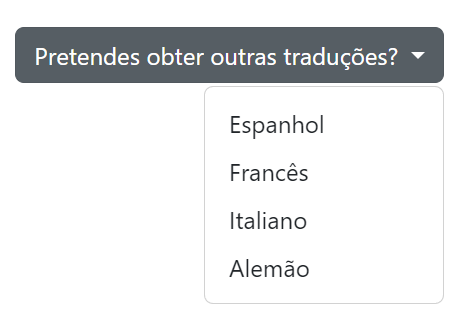 Pretendes obter outras traduções?
Espanhol
Francês
Italiano
Alemão